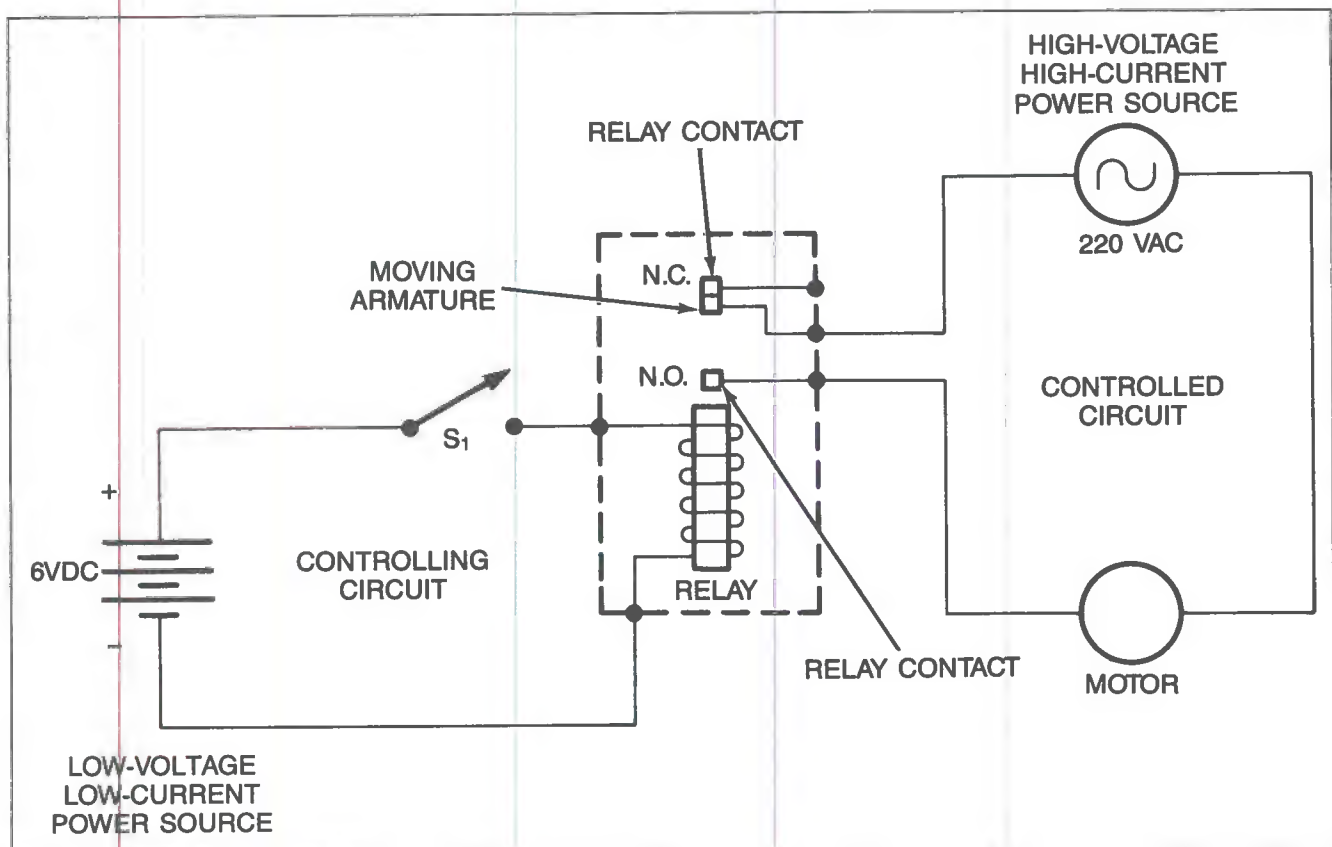 HIGH-VOLTAGE
HIGH-CURRENT
POWER SOURCE
220 VAC
RELAY CONTACT
N.C.
MOVING
ARMATURE
N.O.
S1
CONTROLLED
CIRCUIT
+
6VDC
-
CONTROLLING
CIRCUIT
RELAY
RELAY CONTACT
MOTOR
LOW-VOLTAGE
LOW-CURRENT
POWER SOURCE